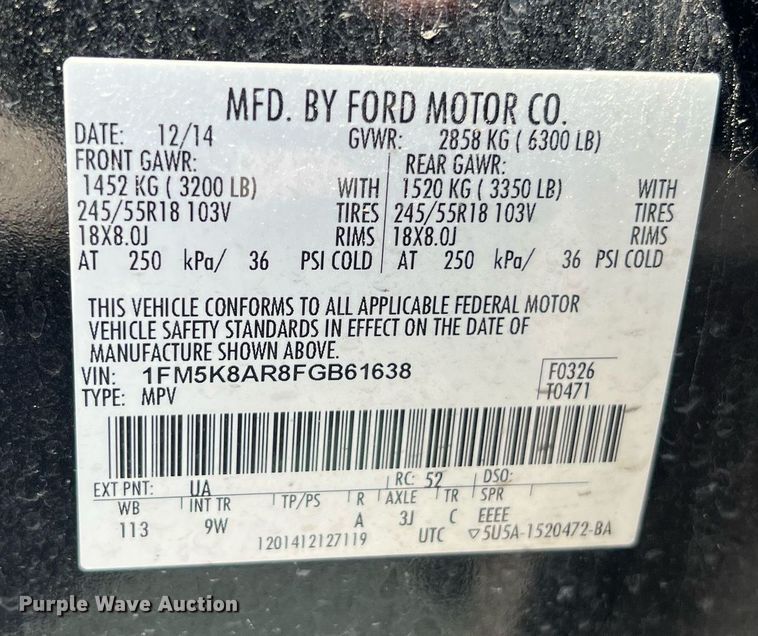 MFD. BY FORD MOTOR CO.
DATE: 12/14 GVWR: 2858 KG ( 6300 LB)
FRONT GAWR: REAR GAWR:
1452 KG ( 3200 LB) WITH 1520 KG ( 3350 LB) WITH
245/55R18 103V TIRES 245/55R18 103V TIRES
18X8.0J RIMS 18X8.0J RIMS
AT 250 kPa/ 36 PSI COLD AT 250 kPa/ 36 PSI COLD
THIS VEHICLE CONFORMS TO ALL APPLICABLE FEDERAL MOTOR
VEHICLE SAFETY STANDARDS IN EFFECT ON THE DATE OF
MANUFACTURE SHOWN ABOVE.
VIN: 1FM5K8AR8FGB61638 F0326
TYPE: MPV T0471
EXT PNT: UA RC: 52 DSO:
WB INT TR TP/PS R AXLE TR SPR
113 9W A 3J C EEEE
1201412127119 UTC ▽5U5A-1520472-BA
Purple Wave Auction